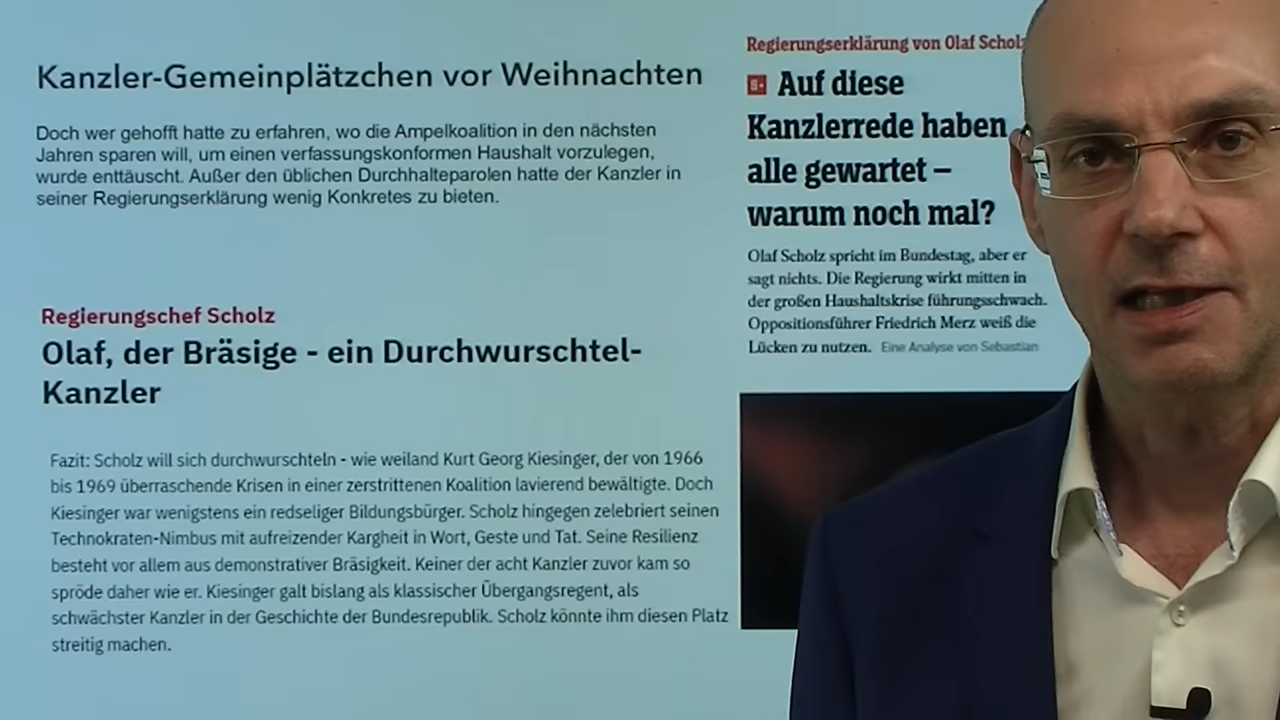 Kanzler-Gemeinplätzchen vor Weihnachten
Doch wer gehofft hatte zu erfahren, wo die Ampelkoalition in den nächsten
Jahren sparen will, um einen verfassungskonformen Haushalt vorzulegen,
wurde enttäuscht. Außer den üblichen Durchhalteparolen hatte der Kanzler in
seiner Regierungserklärung wenig Konkretes zu bieten.
Regierungschef Scholz
Olaf, der Bräsige - ein Durchwurschtel-
Kanzler
Fazit: Scholz will sich durchwurschteln - wie weiland Kurt Georg Kiesinger, der von 1966
bis 1969 überraschende Krisen in einer zerstrittenen Koalition lavierend bewältigte. Doch
Kiesinger war wenigstens ein redseliger Bildungsbürger. Scholz hingegen zelebriert seinen
Technokraten-Nimbus mit aufreizender Kargheit in Wort, Geste und Tat. Seine Resilienz
besteht vor allem aus demonstrativer Bräsigkeit. Keiner der acht Kanzler zuvor kam so
spröde daher wie er. Kiesinger galt bislang als klassischer Übergangsregent, als
schwächster Kanzler in der Geschichte der Bundesrepublik. Scholz könnte ihm diesen Platz
streitig machen.
Regierungserklärung von Olaf Scholz
S+ Auf diese
Kanzlerrede haben
alle gewartet –
warum noch mal?
Olaf Scholz spricht im Bundestag, aber er
sagt nichts. Die Regierung wirkt mitten in
der großen Haushaltskrise führungsschwach.
Oppositionsführer Friedrich Merz weiß die
Lücken zu nutzen. Eine Analyse von Sebastian